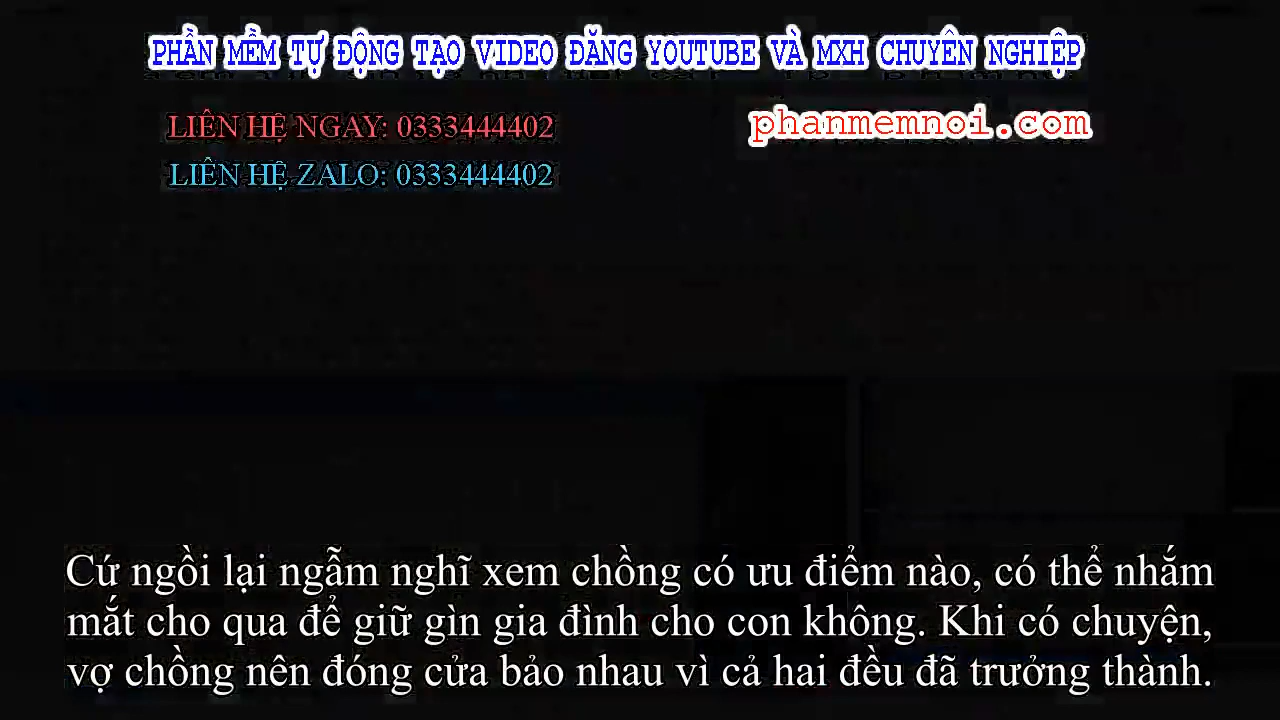 PHẦN MỀM TỰ ĐỘNG TẠO VIDEO ĐĂNG YOUTUBE VÀ MXH CHUYÊN NGHIỆP
LIÊN HỆ NGAY: 0333444402
phanmemnoi.com
LIÊN HỆ ZALO: 0333444402
Cứ ngồi lại ngẫm nghĩ xem chồng có ưu điểm nào, có thể nhắm
mắt cho qua để giữ gìn gia đình cho con không. Khi có chuyện,
vợ chồng nên đóng cửa bảo nhau vì cả hai đều đã trưởng thành.